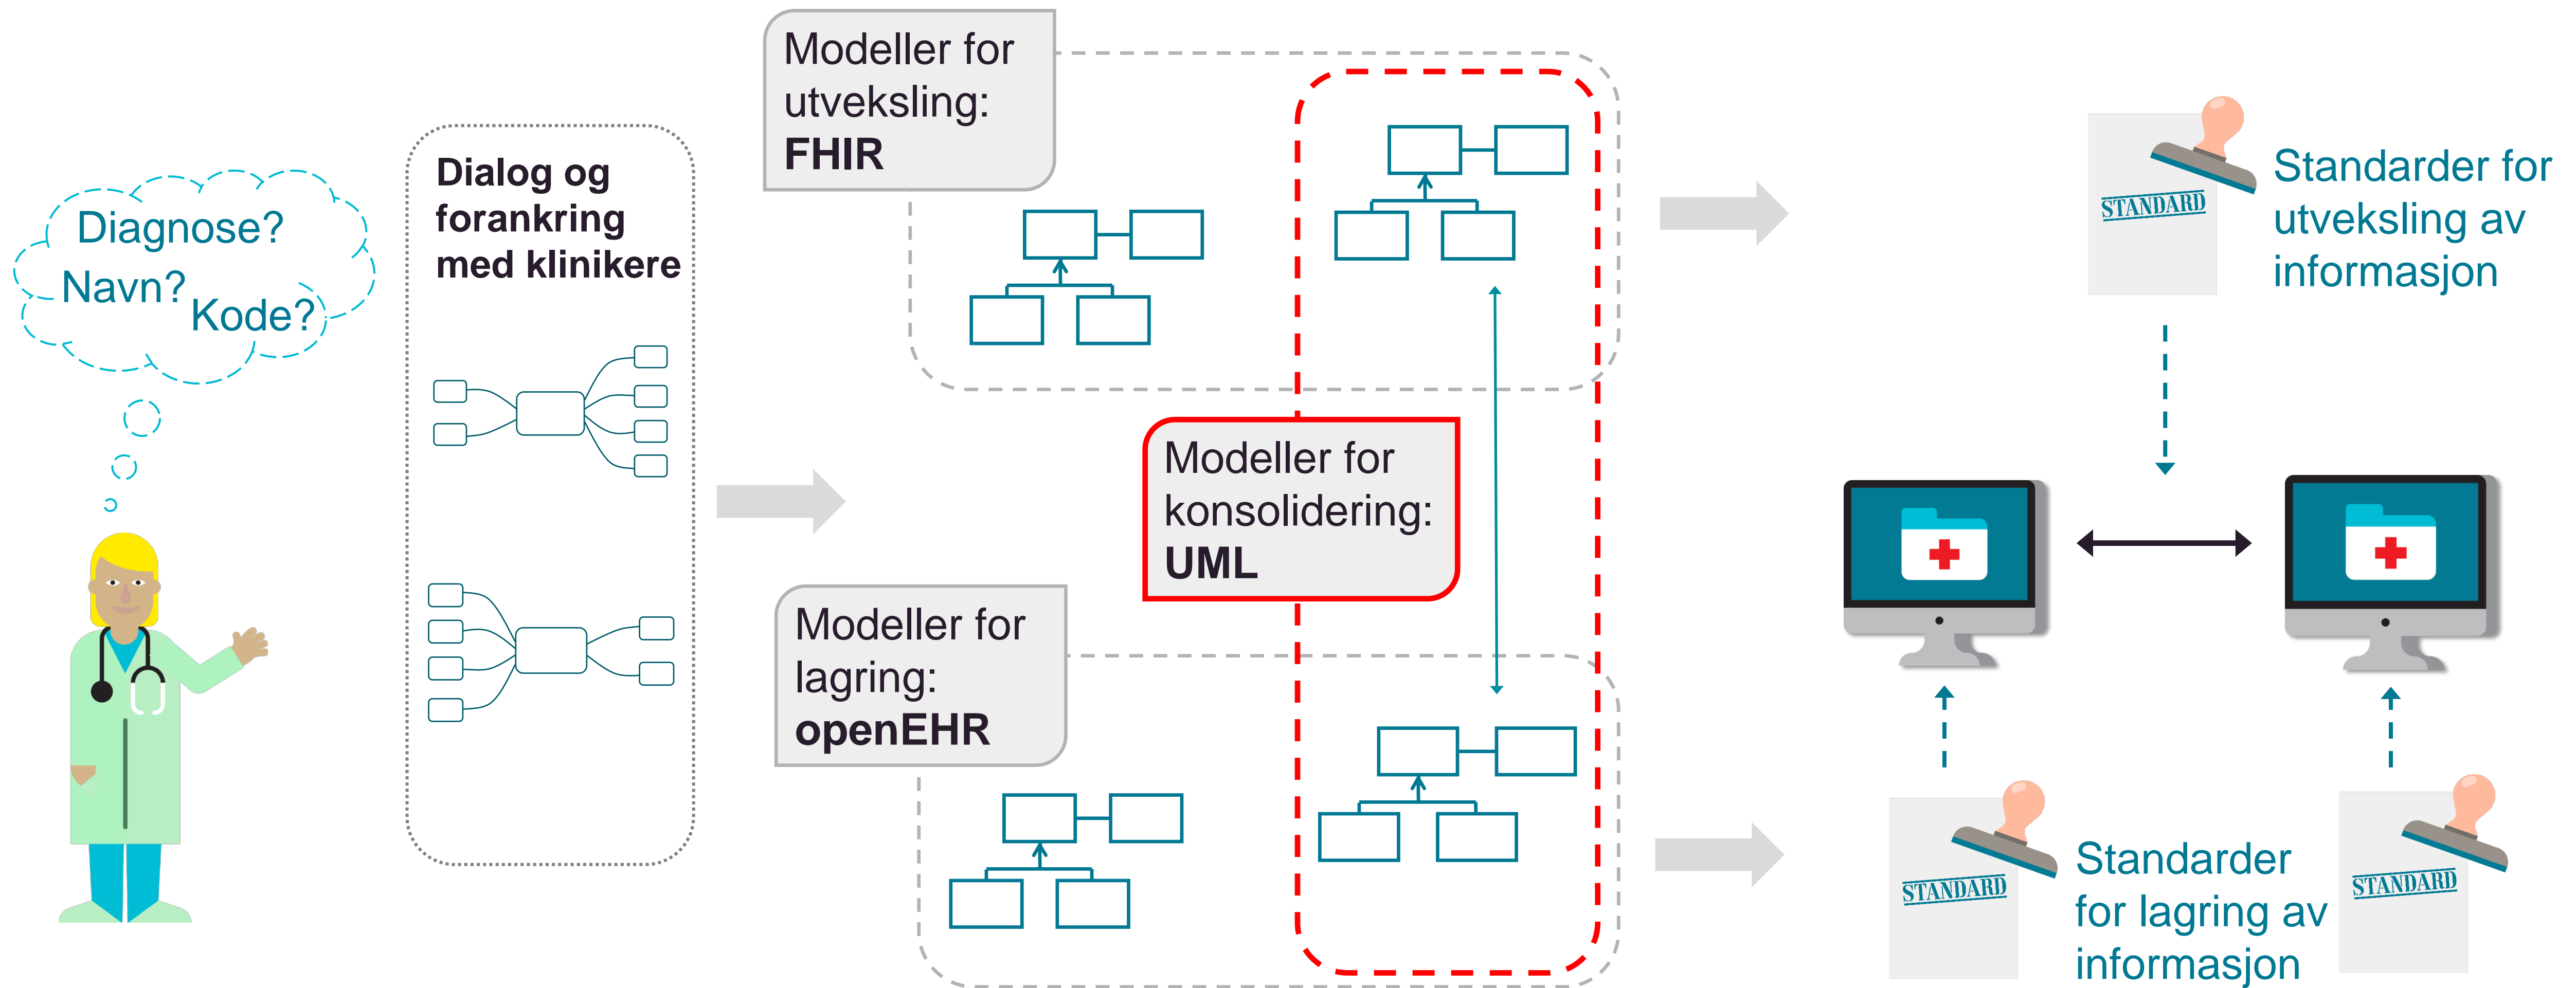 Diagnose?
Navn?
Kode?
Dialog og
forankring
med klinikere
Modeller for
utveksling:
FHIR
Modeller for
konsolidering:
UML
Modeller for
lagring:
openEHR
STANDARD
Standarder for
utveksling av
informasjon
STANDARD
Standarder
for lagring av
informasjon
STANDARD